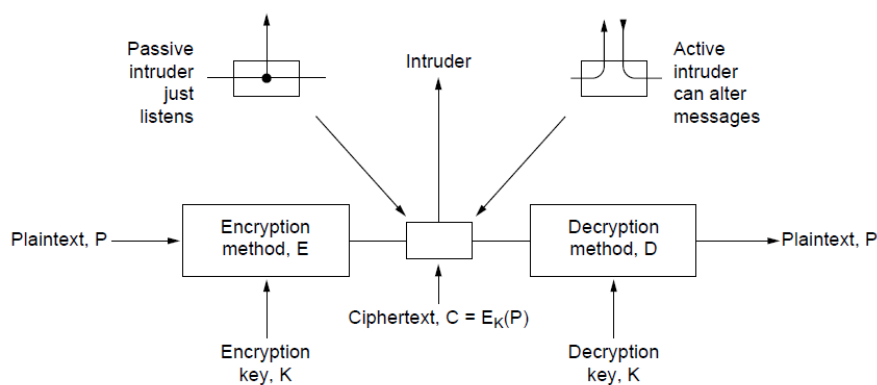 Passive
intruder
just
listens
Intruder
Active
intruder
can alter
messages
Plaintext, P
Encryption
method, E
Decryption
method, D
Plaintext, P
Ciphertext, C = E_K(P)
Encryption
key, K
Decryption
key, K